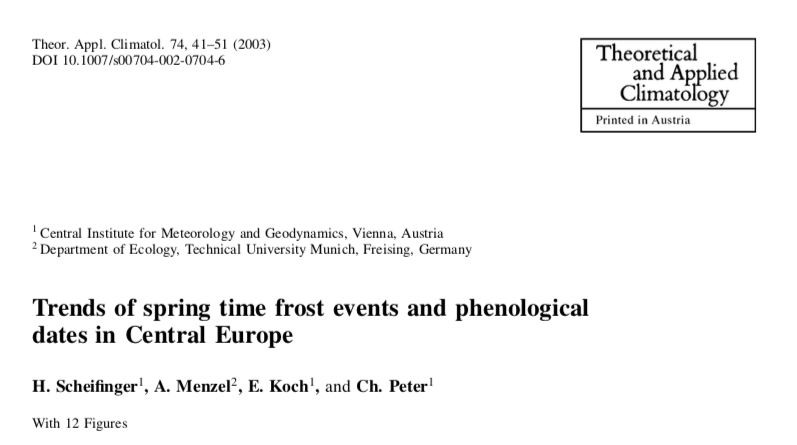 Theor. Appl. Climatol. 74, 41–51 (2003)
DOI 10.1007/s00704-002-0704-6
Theoretical
and Applied
Climatology
Printed in Austria
¹ Central Institute for Meteorology and Geodynamics, Vienna, Austria
² Department of Ecology, Technical University Munich, Freising, Germany
Trends of spring time frost events and phenological
dates in Central Europe
H. Scheifinger¹, A. Menzel², E. Koch¹, and Ch. Peter¹
With 12 Figures